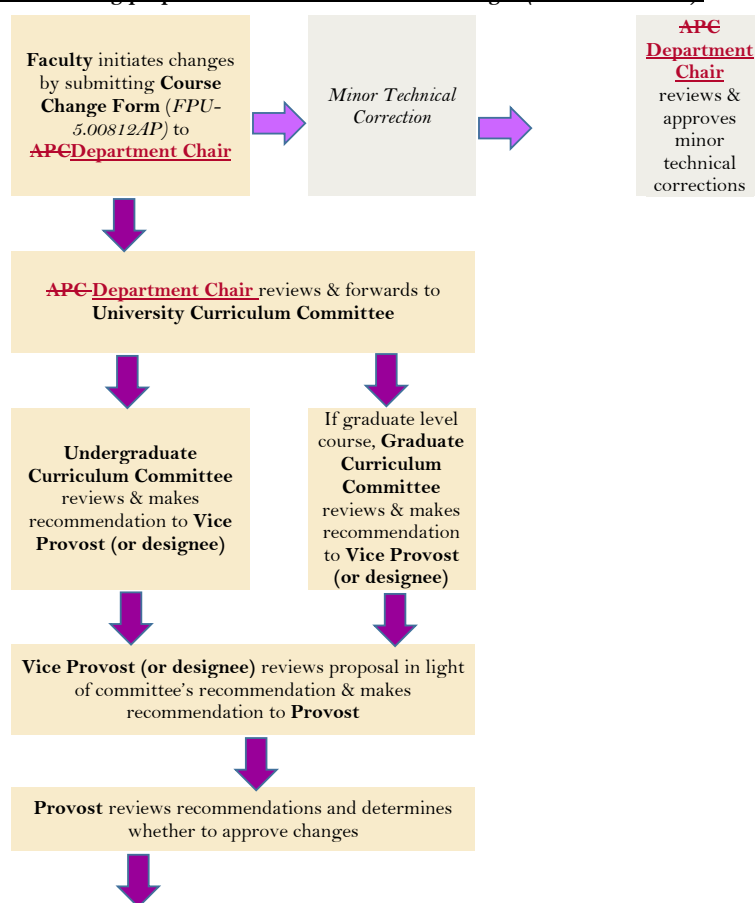 Faculty initiates changes
by submitting Course
Change Form (FPU-
5.00812AP) to
APCDepartment Chair
Minor Technical
Correction
APC
Department
Chair
reviews &
approves
minor
technical
corrections
APC Department Chair reviews & forwards to
University Curriculum Committee
Undergraduate
Curriculum Committee
reviews & makes
recommendation to Vice
Provost (or designee)
If graduate level
course, Graduate
Curriculum
Committee
reviews & makes
recommendation
to Vice Provost
(or designee)
Vice Provost (or designee) reviews proposal in light
of committee's recommendation & makes
recommendation to Provost
Provost reviews recommendations and determines
whether to approve changes